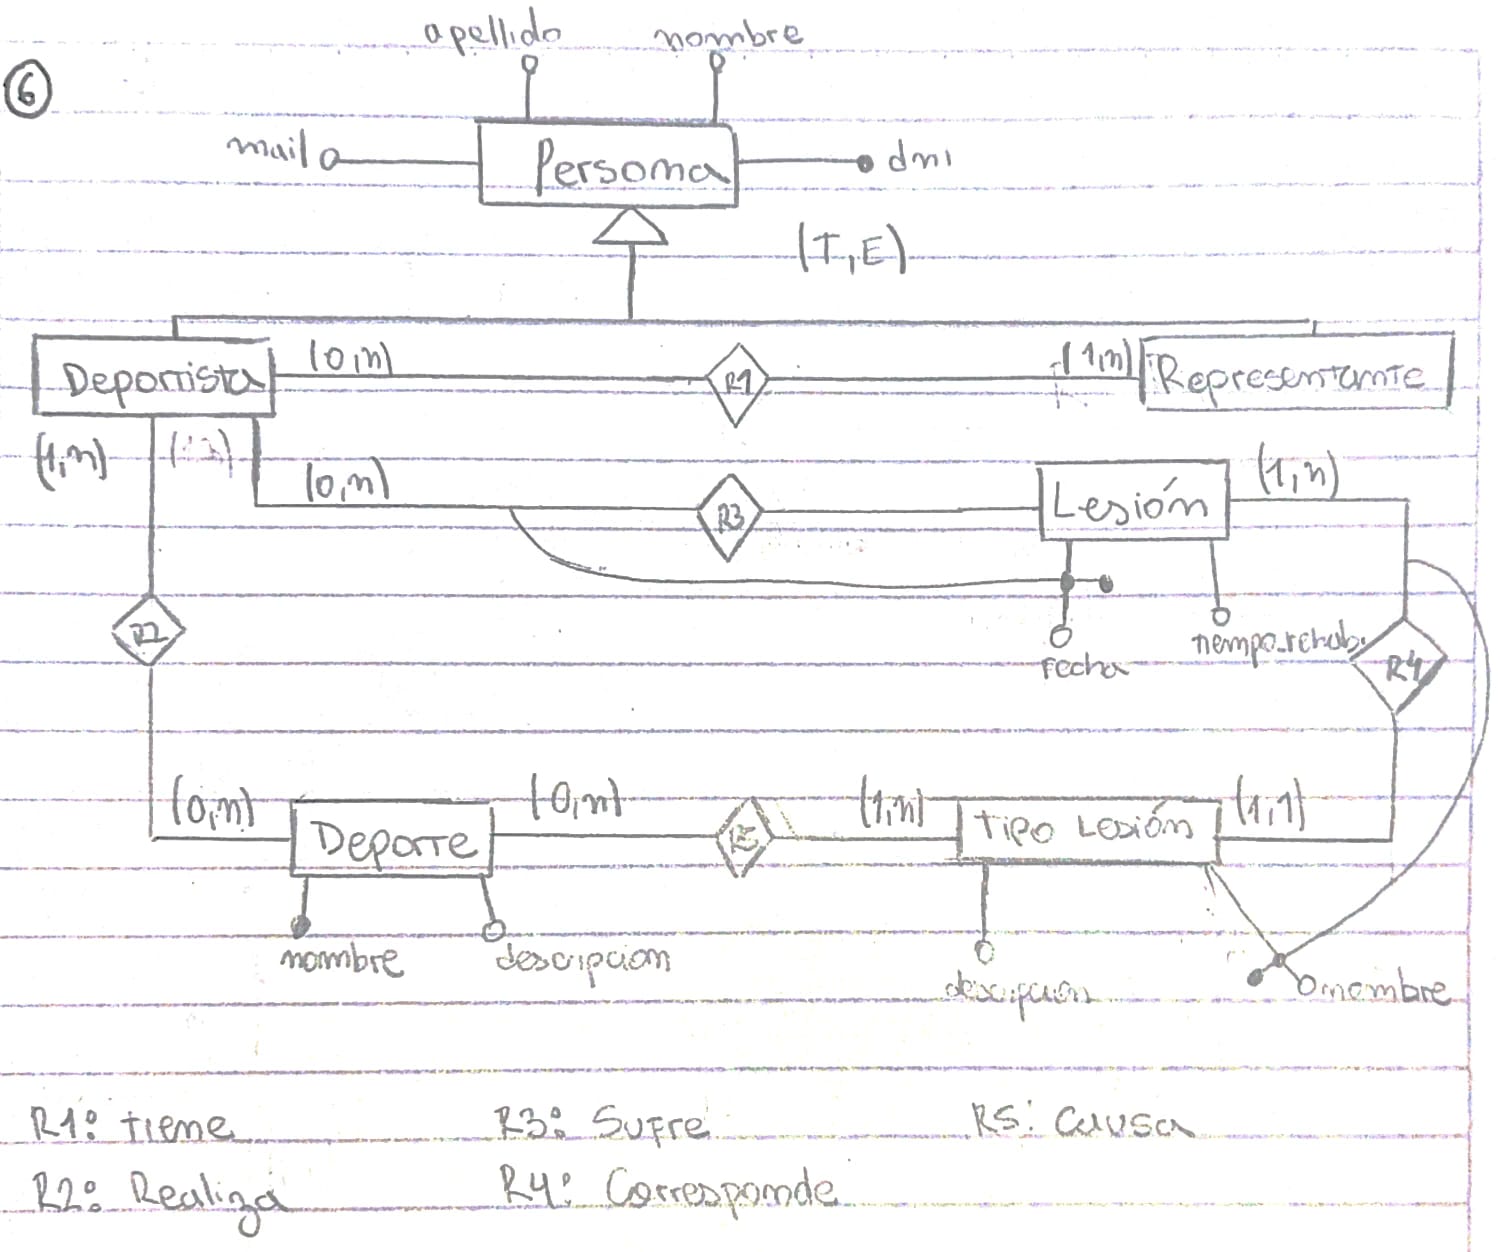 apellido nombre
6
mail Persona dni
(T,E)
Deportista (0,n) R1 (1,n) Representante
(1,n)
(0,n) R3 Lesión (1,n)
R2 fecha tiempo_rehab. R4
(0,n) Deporte (0,n) R5 (1,n) Tipo Lesión (1,1)
nombre descripcion descripcion nombre
R1: tiene R3: Sufre R5: Causa
R2: Realiza R4: Corresponde